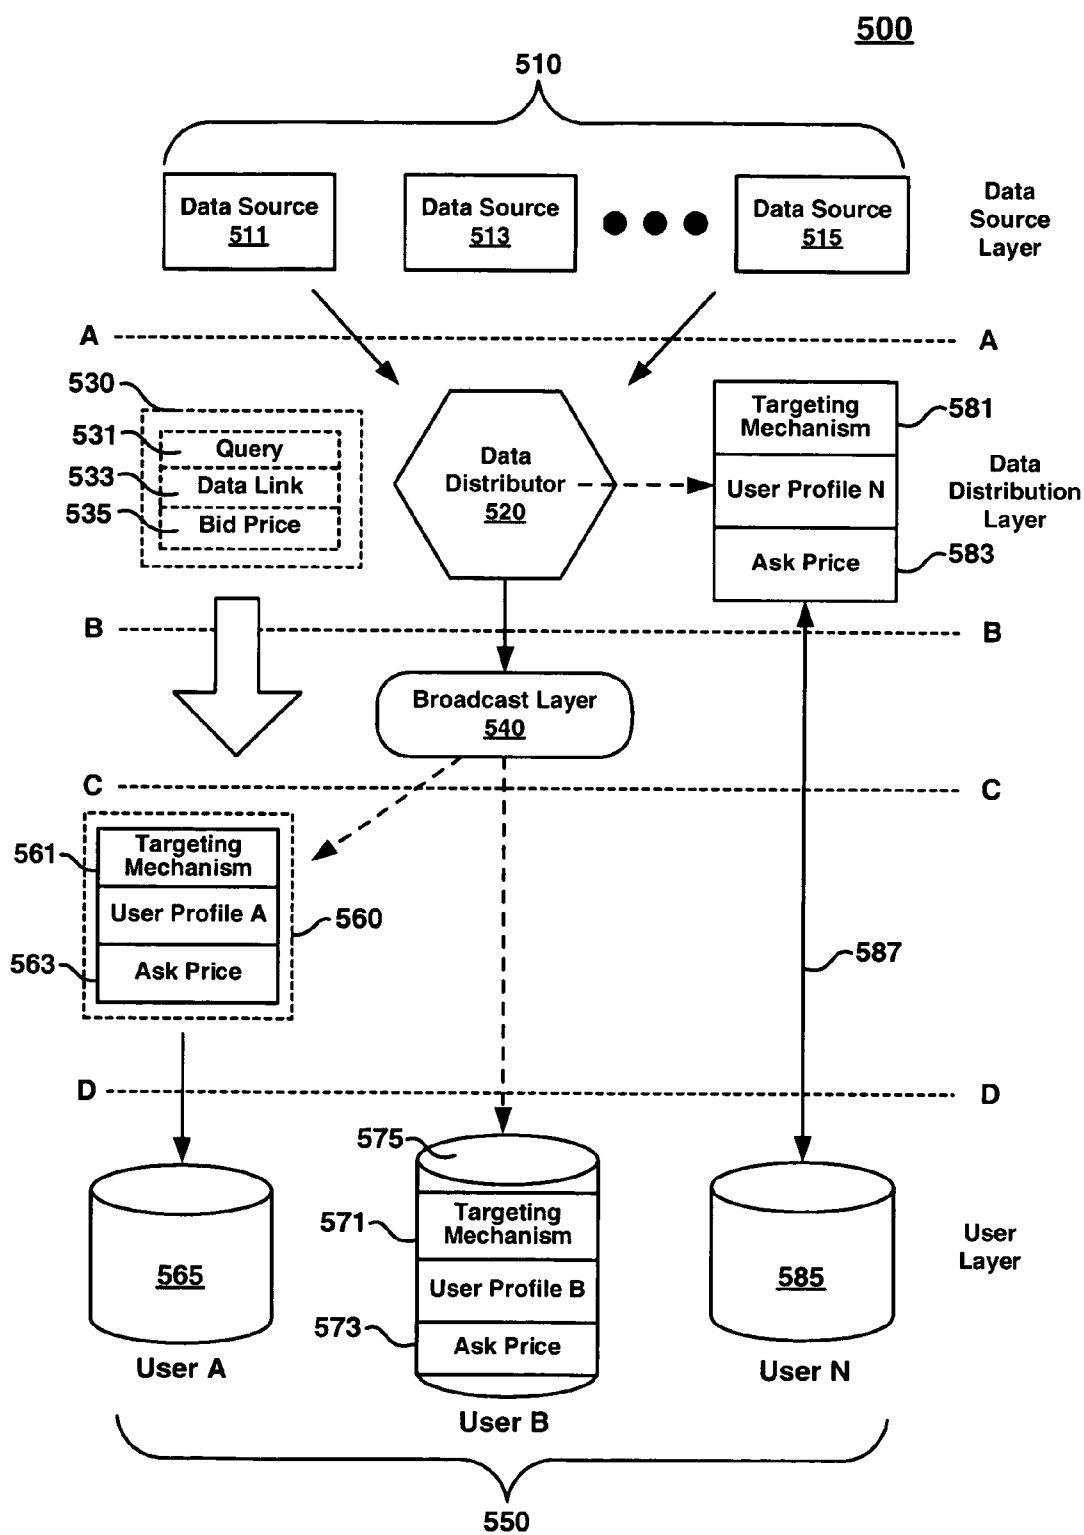 500
510
Data Source
511
Data Source
513
Data Source
515
Data
Source
Layer
A
A
530
531
533
535
Query
Data Link
Bid Price
Data
Distributor
520
Targeting
Mechanism
User Profile N
Ask Price
581
583
Data
Distribution
Layer
B
B
Broadcast Layer
540
C
C
561
563
Targeting
Mechanism
User Profile A
Ask Price
560
587
D
D
565
User A
575
571
573
Targeting
Mechanism
User Profile B
Ask Price
User B
585
User N
User
Layer
550